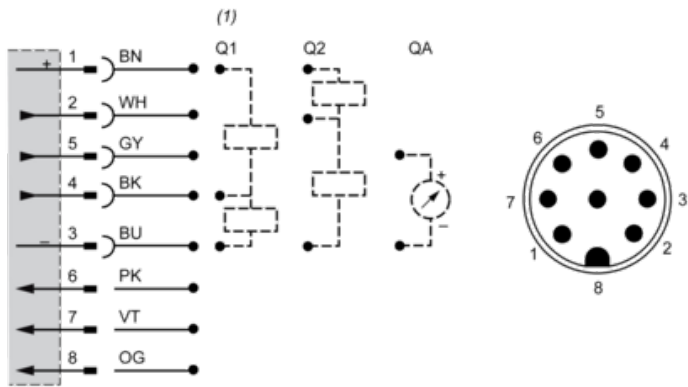 (1)
Q1 Q2 QA
+ 1 BN
2 WH
5 GY
4 BK
– 3 BU
6 PK
7 VT
8 OG
+
–
5
6 4
7 3
1 2
8